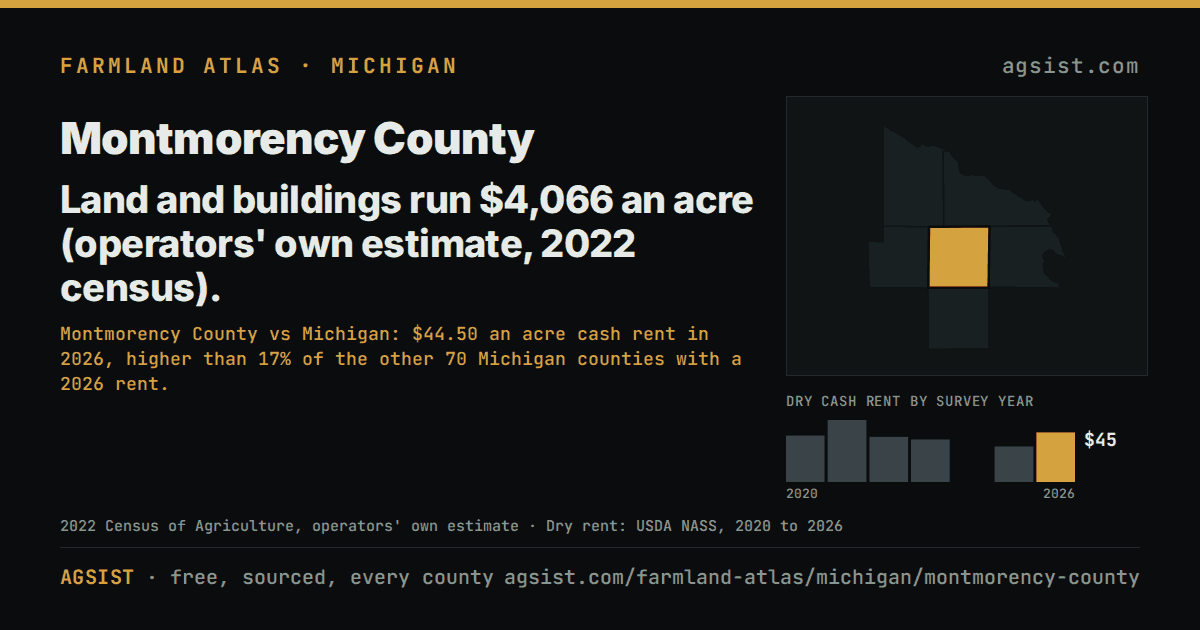 FARMLAND ATLAS · MICHIGAN
agsist.com
Montmorency County
Land and buildings run $4,066 an acre
(operators' own estimate, 2022
census).
Montmorency County vs Michigan: $44.50 an acre cash rent in
2026, higher than 17% of the other 70 Michigan counties with a
2026 rent.
DRY CASH RENT BY SURVEY YEAR
$45
2020
2026
2022 Census of Agriculture, operators' own estimate · Dry rent: USDA NASS, 2020 to 2026
AGSIST · free, sourced, every county
agsist.com/farmland-atlas/michigan/montmorency-county